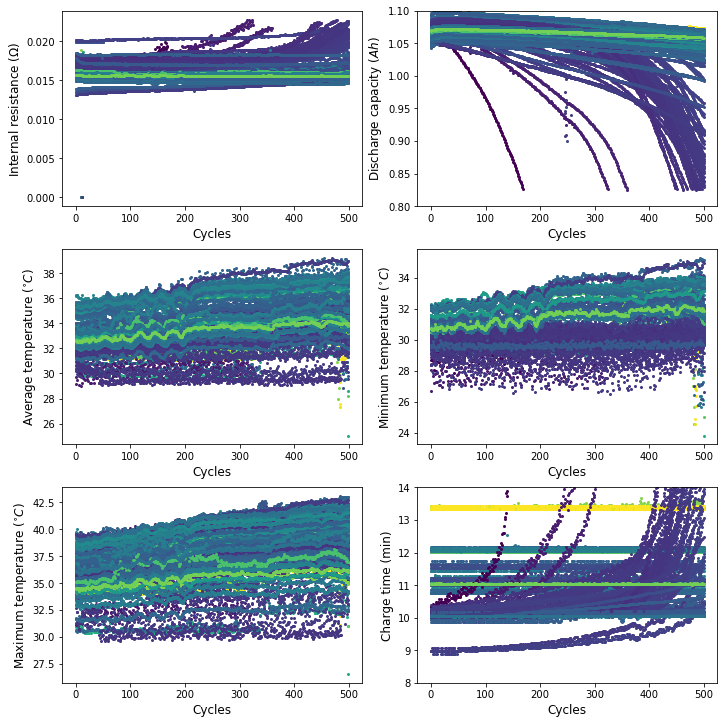 0.020
0.015
0.010
0.005
0.000
Internal resistance (Ω)
0 100 200 300 400 500
Cycles
1.10
1.05
1.00
0.95
0.90
0.85
0.80
Discharge capacity (Ah)
0 100 200 300 400 500
Cycles
38
36
34
32
30
28
26
Average temperature (°C)
0 100 200 300 400 500
Cycles
34
32
30
28
26
24
Minimum temperature (°C)
0 100 200 300 400 500
Cycles
42.5
40.0
37.5
35.0
32.5
30.0
27.5
Maximum temperature (°C)
0 100 200 300 400 500
Cycles
14
13
12
11
10
9
8
Charge time (min)
0 100 200 300 400 500
Cycles